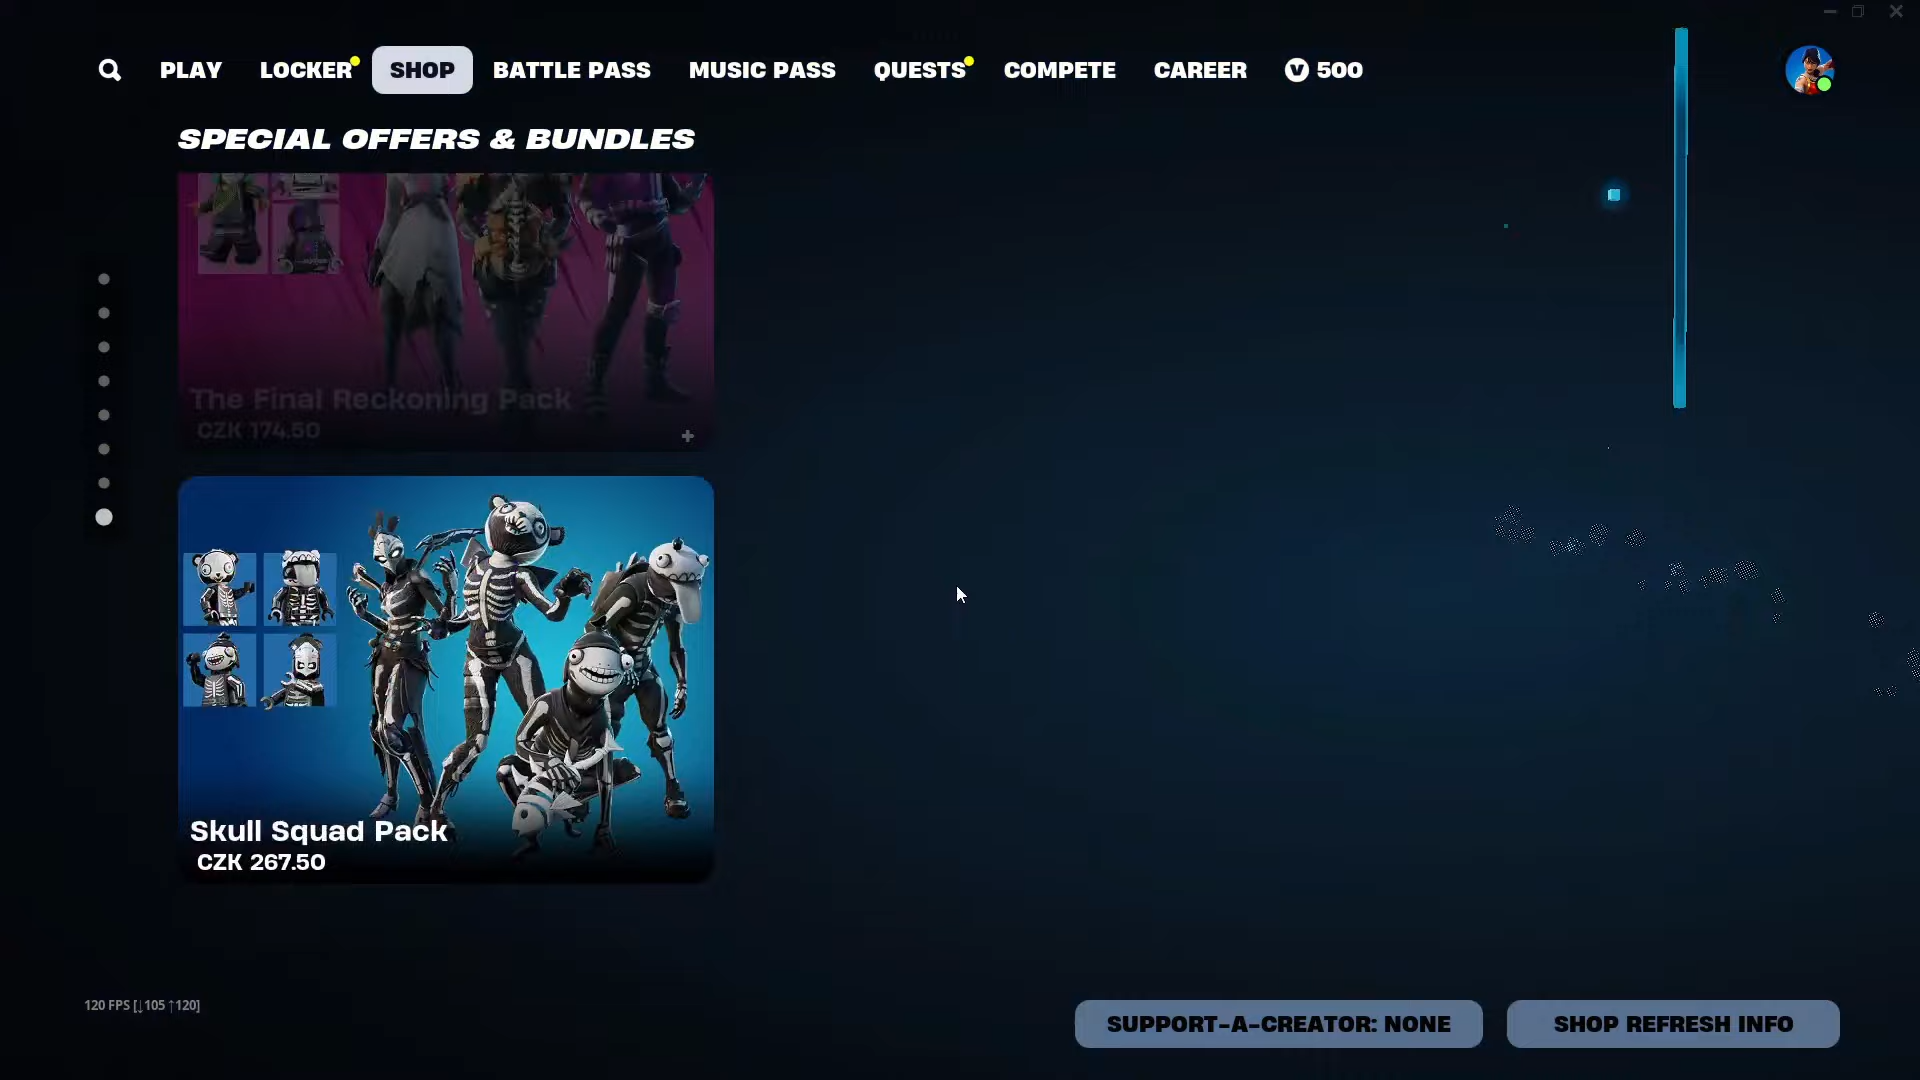 PLAY LOCKER SHOP BATTLE PASS MUSIC PASS QUESTS COMPETE CAREER V 500
SPECIAL OFFERS & BUNDLES
The Final Reckoning Pack
CZK 174.50
+
Skull Squad Pack
CZK 267.50
120 FPS [↓105 ↑120]
SUPPORT-A-CREATOR: NONE SHOP REFRESH INFO